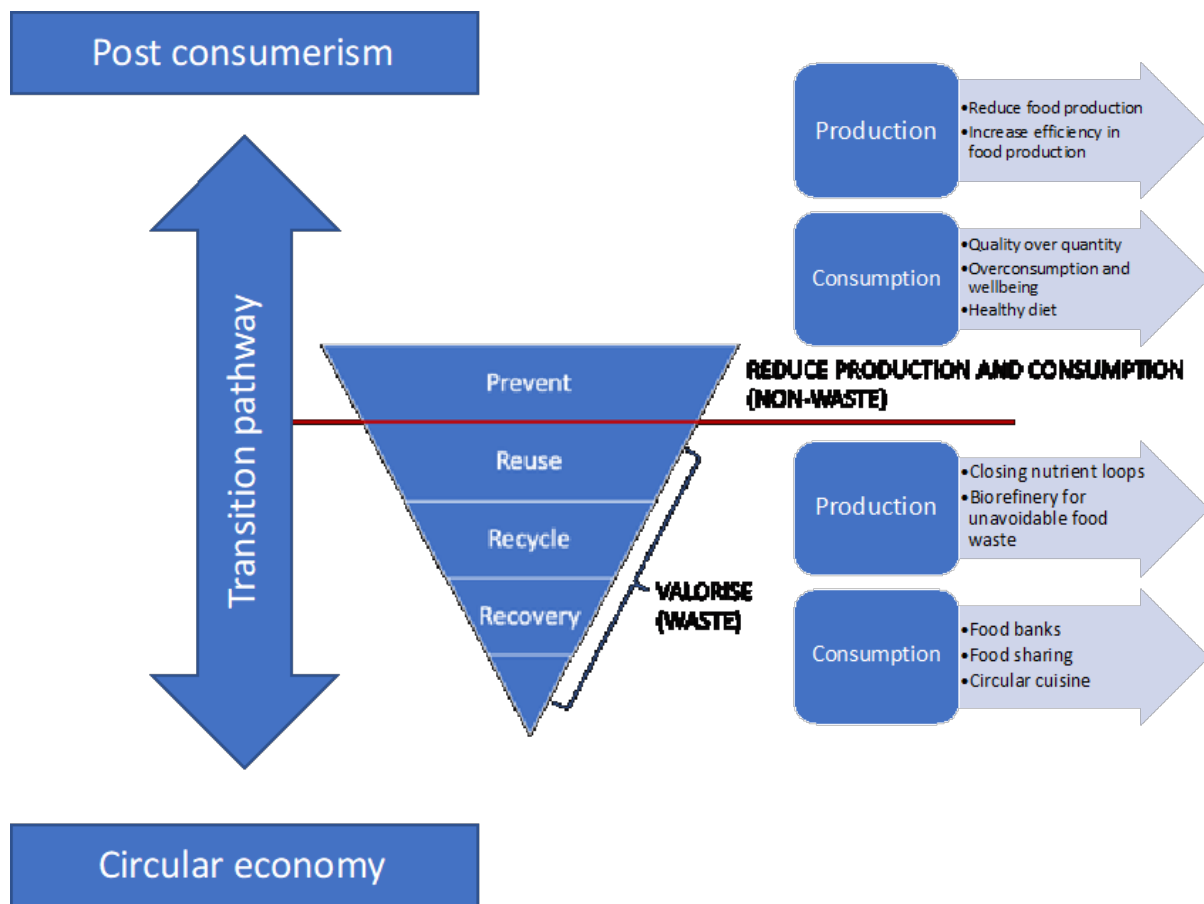 Post consumerism
Production
•Reduce food production
•Increase efficiency in
food production
Consumption
•Quality over quantity
•Overconsumption and
wellbeing
•Healthy diet
Transition pathway
Prevent
REDUCE PRODUCTION AND CONSUMPTION
(NON-WASTE)
Reuse
Recycle
Recovery
VALORISE
(WASTE)
Production
•Closing nutrient loops
•Biorefinery for
unavoidable food
waste
Consumption
•Food banks
•Food sharing
•Circular cuisine
Circular economy